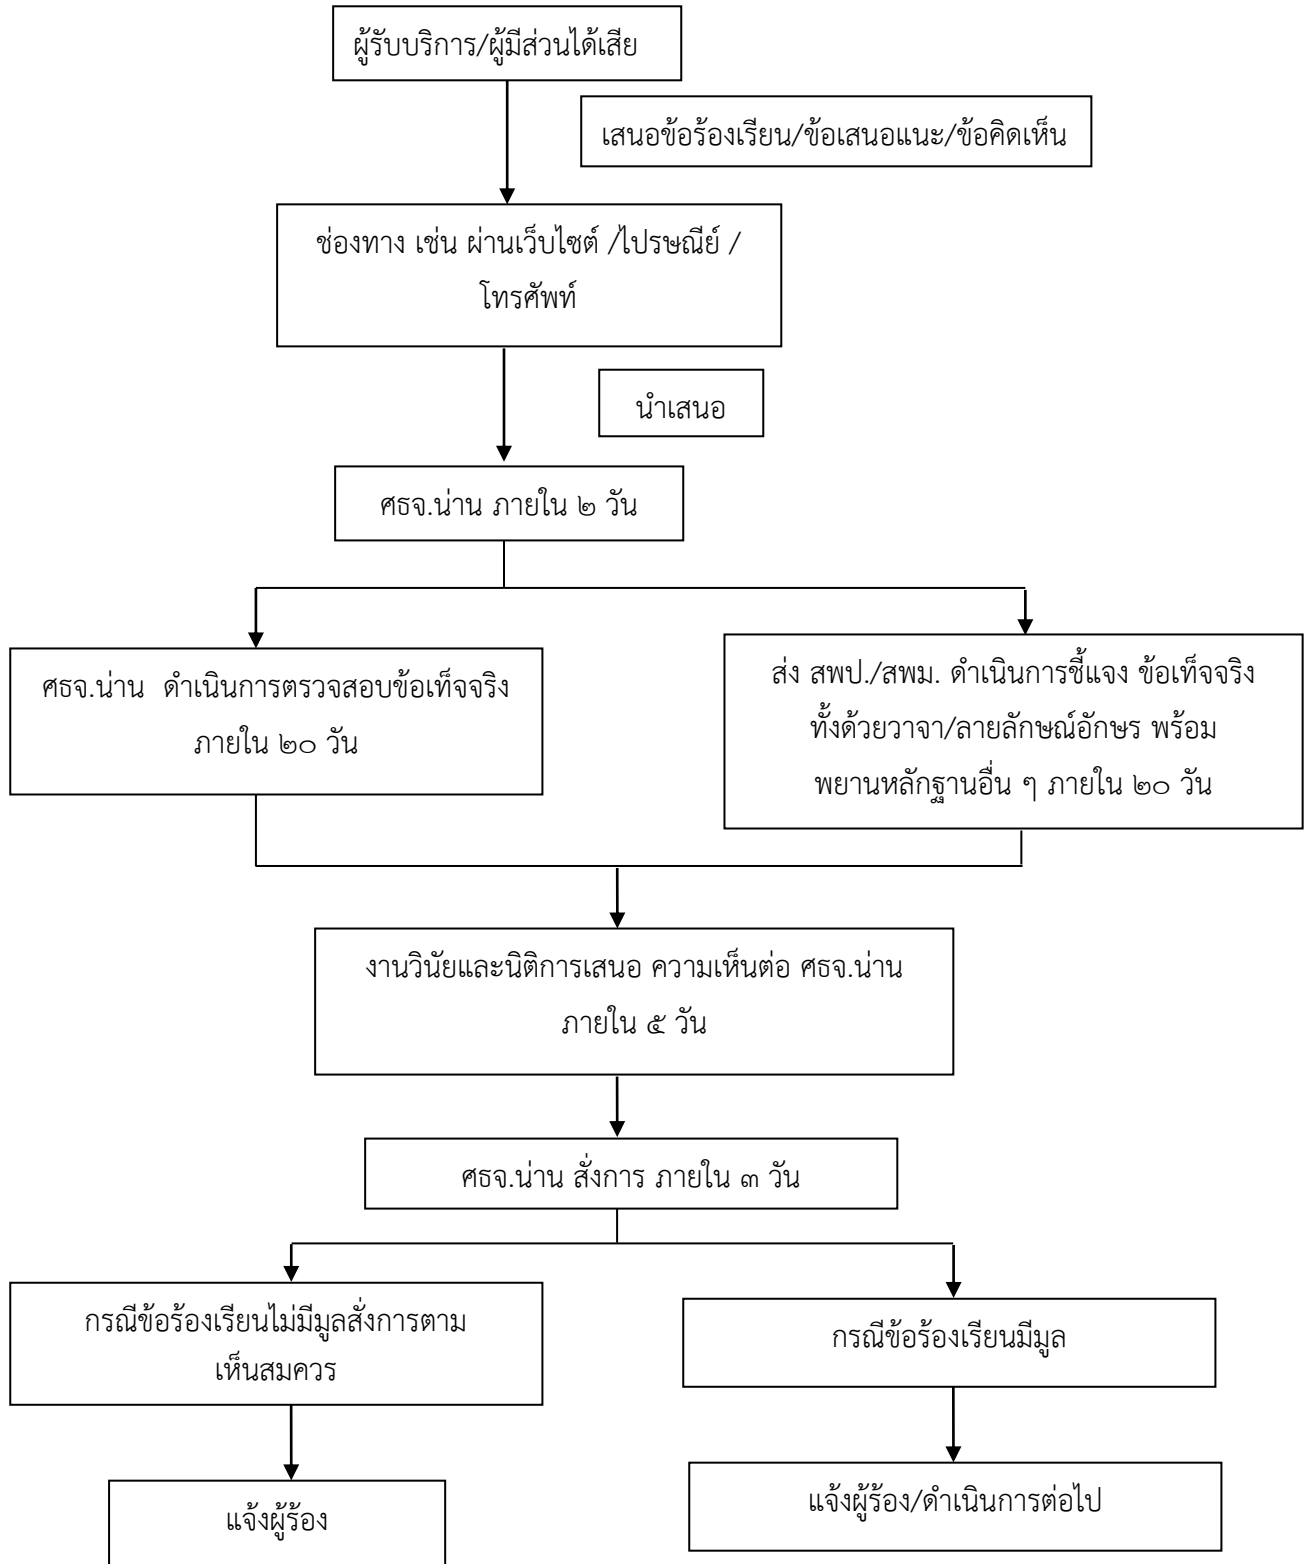 ผู้รับบริการ/ผู้มีส่วนได้เสีย
เสนอข้อร้องเรียน/ข้อเสนอแนะ/ข้อคิดเห็น
ช่องทาง เช่น ผ่านเว็บไซต์ /ไปรษณีย์ /
โทรศัพท์
นำเสนอ
ศธจ.น่าน ภายใน ๒ วัน
ศธจ.น่าน ดำเนินการตรวจสอบข้อเท็จจริง
ภายใน ๒๐ วัน
ส่ง สพป./สพม. ดำเนินการชี้แจง ข้อเท็จจริง
ทั้งด้วยวาจา/ลายลักษณ์อักษร พร้อม
พยานหลักฐานอื่น ๆ ภายใน ๒๐ วัน
งานวินัยและนิติการเสนอ ความเห็นต่อ ศธจ.น่าน
ภายใน ๕ วัน
ศธจ.น่าน สั่งการ ภายใน ๓ วัน
กรณีข้อร้องเรียนไม่มีมูลสั่งการตาม
เห็นสมควร
กรณีข้อร้องเรียนมีมูล
แจ้งผู้ร้อง
แจ้งผู้ร้อง/ดำเนินการต่อไป